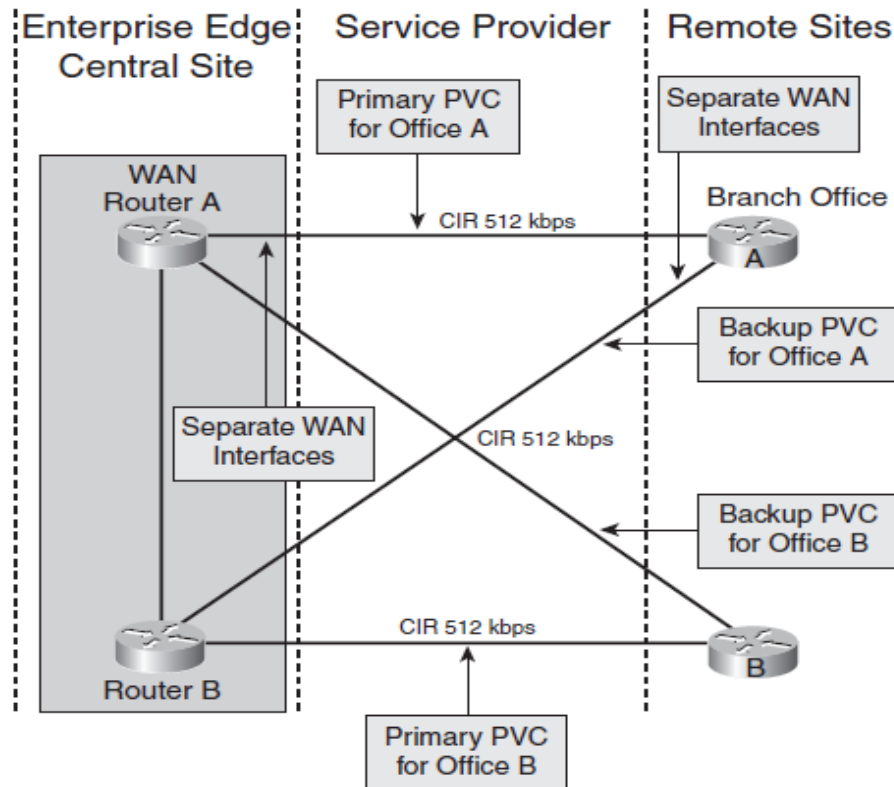 Enterprise Edge
Central Site
Service Provider
Remote Sites
Primary PVC
for Office A
Separate WAN
Interfaces
WAN
Router A
CIR 512 kbps
Branch Office
A
Backup PVC
for Office A
Separate WAN
Interfaces
CIR 512 kbps
Backup PVC
for Office B
CIR 512 kbps
Router B
B
Primary PVC
for Office B